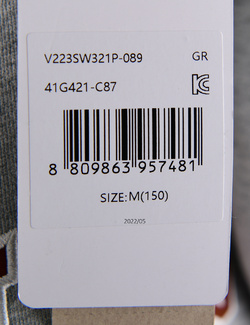 V223SW321P-089 GR
41G421-C87
8 809863 957481
SIZE:M(150)
2022/05